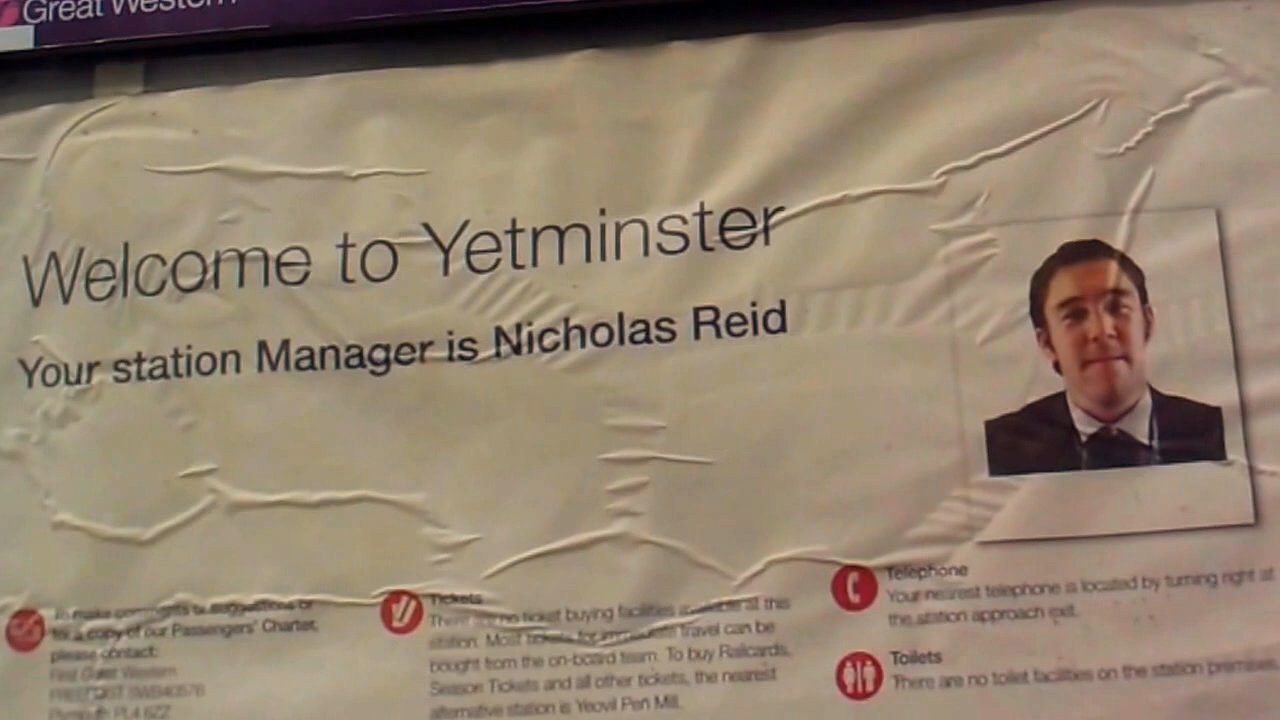 Great Western
Welcome to Yetminster
Your station Manager is Nicholas Reid
To make comments or suggestions or
for a copy of our Passengers' Charter,
please contact:
First Great Western
Plymouth PL4 6ZZ
Tickets
There are no ticket buying facilities available at this
station. Most tickets for immediate travel can be
bought from the on-board team. To buy Railcards,
Season Tickets and all other tickets, the nearest
alternative station is Yeovil Pen Mill.
Telephone
Your nearest telephone is located by turning right at
the station approach exit.
Toilets
There are no toilet facilities on the station premises